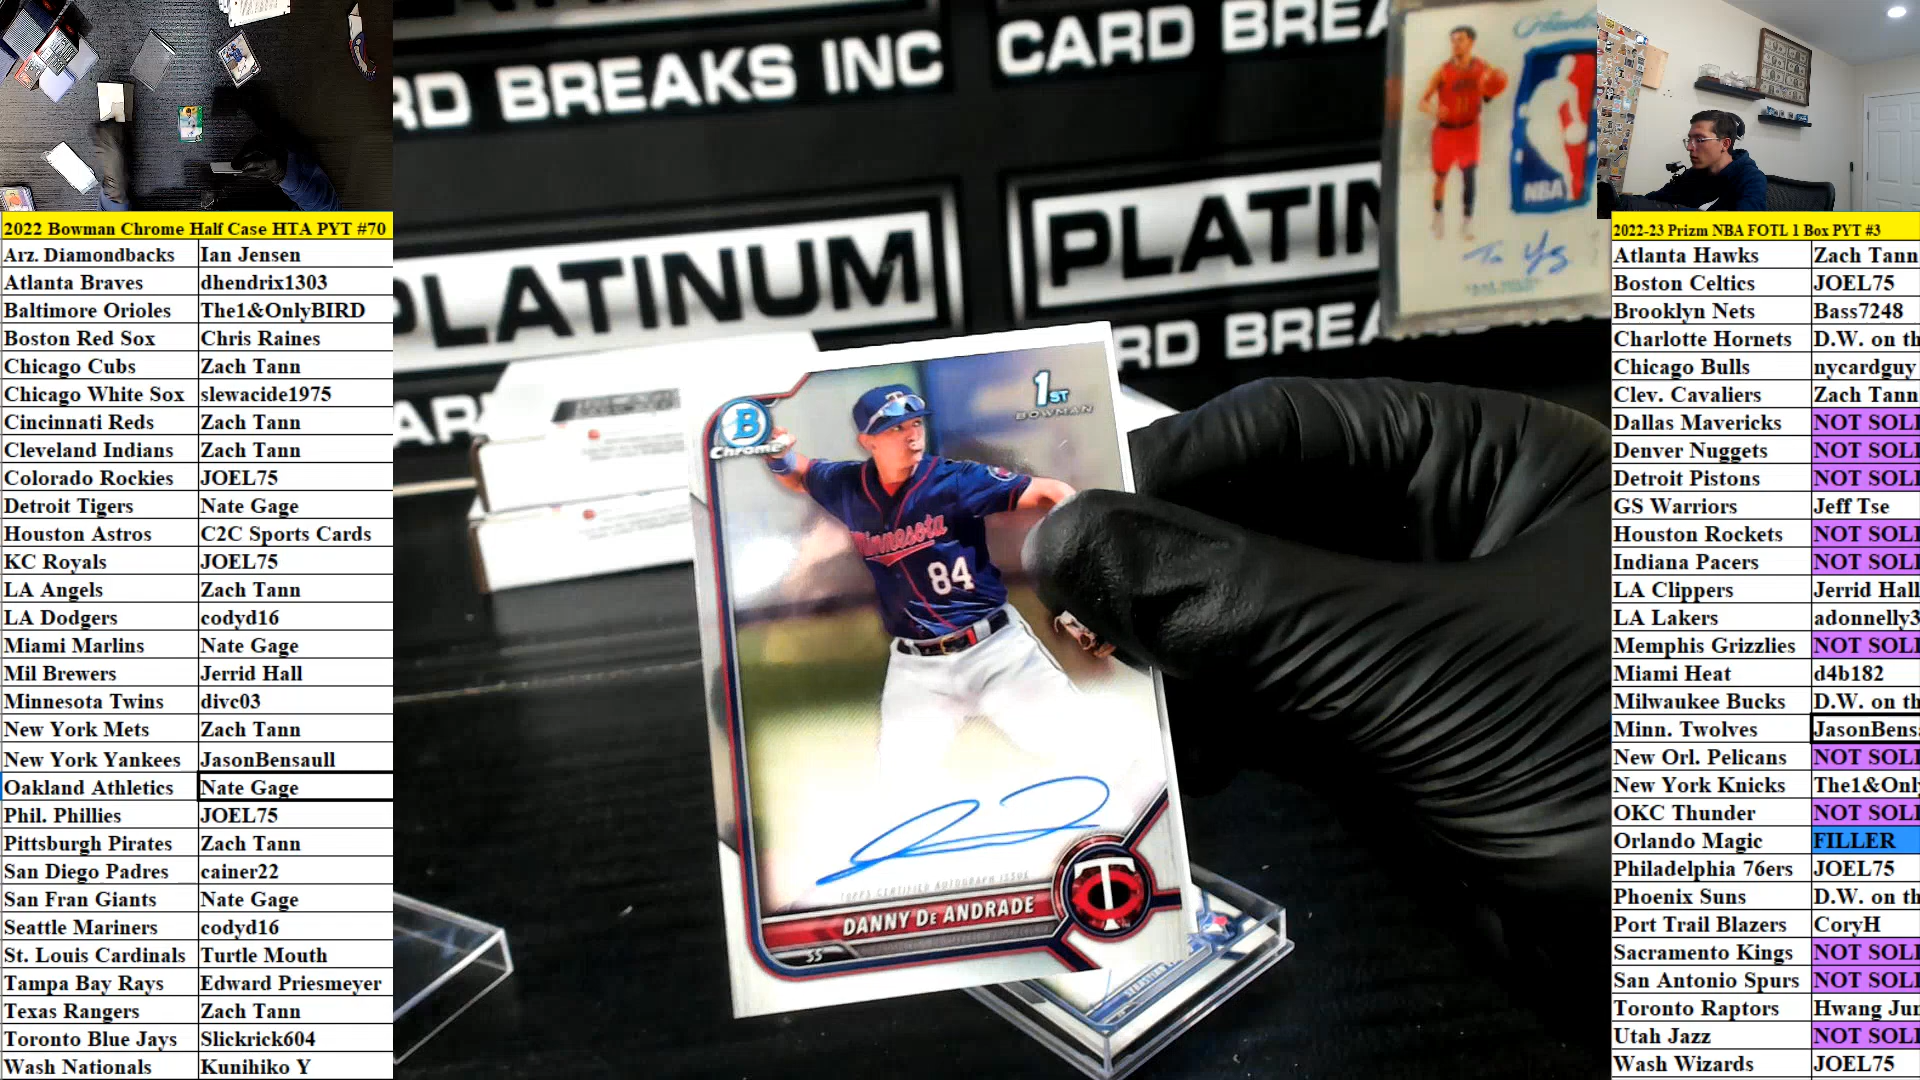 RD BREAKS INC
CARD BREA
PLATINUM
PLATIN
RD BREA
NBA
2022 Bowman Chrome Half Case HTA PYT #70
Arz. Diamondbacks Ian Jensen
Atlanta Braves dhendrix1303
Baltimore Orioles The1&OnlyBIRD
Boston Red Sox Chris Raines
Chicago Cubs Zach Tann
Chicago White Sox slewacide1975
Cincinnati Reds Zach Tann
Cleveland Indians Zach Tann
Colorado Rockies JOEL75
Detroit Tigers Nate Gage
Houston Astros C2C Sports Cards
KC Royals JOEL75
LA Angels Zach Tann
LA Dodgers codyd16
Miami Marlins Nate Gage
Mil Brewers Jerrid Hall
Minnesota Twins divc03
New York Mets Zach Tann
New York Yankees JasonBensaull
Oakland Athletics Nate Gage
Phil. Phillies JOEL75
Pittsburgh Pirates Zach Tann
San Diego Padres cainer22
San Fran Giants Nate Gage
Seattle Mariners codyd16
St. Louis Cardinals Turtle Mouth
Tampa Bay Rays Edward Priesmeyer
Texas Rangers Zach Tann
Toronto Blue Jays Slickrick604
Wash Nationals Kunihiko Y
B
Chrome
1ST
BOWMAN
Minnesota
84
TOPPS CERTIFIED AUTOGRAPH ISSUE
DANNY De ANDRADE
SS
T
C
2022-23 Prizm NBA FOTL 1 Box PYT #3
Atlanta Hawks Zach Tann
Boston Celtics JOEL75
Brooklyn Nets Bass7248
Charlotte Hornets D.W. on th
Chicago Bulls nycardguy
Clev. Cavaliers Zach Tann
Dallas Mavericks NOT SOL
Denver Nuggets NOT SOL
Detroit Pistons NOT SOL
GS Warriors Jeff Tse
Houston Rockets NOT SOL
Indiana Pacers NOT SOL
LA Clippers Jerrid Hall
LA Lakers adonnelly3
Memphis Grizzlies NOT SOL
Miami Heat d4b182
Milwaukee Bucks D.W. on th
Minn. Twolves JasonBensa
New Orl. Pelicans NOT SOL
New York Knicks The1&Only
OKC Thunder NOT SOL
Orlando Magic FILLER
Philadelphia 76ers JOEL75
Phoenix Suns D.W. on th
Port Trail Blazers CoryH
Sacramento Kings NOT SOL
San Antonio Spurs NOT SOL
Toronto Raptors Hwang Jun
Utah Jazz NOT SOL
Wash Wizards JOEL75